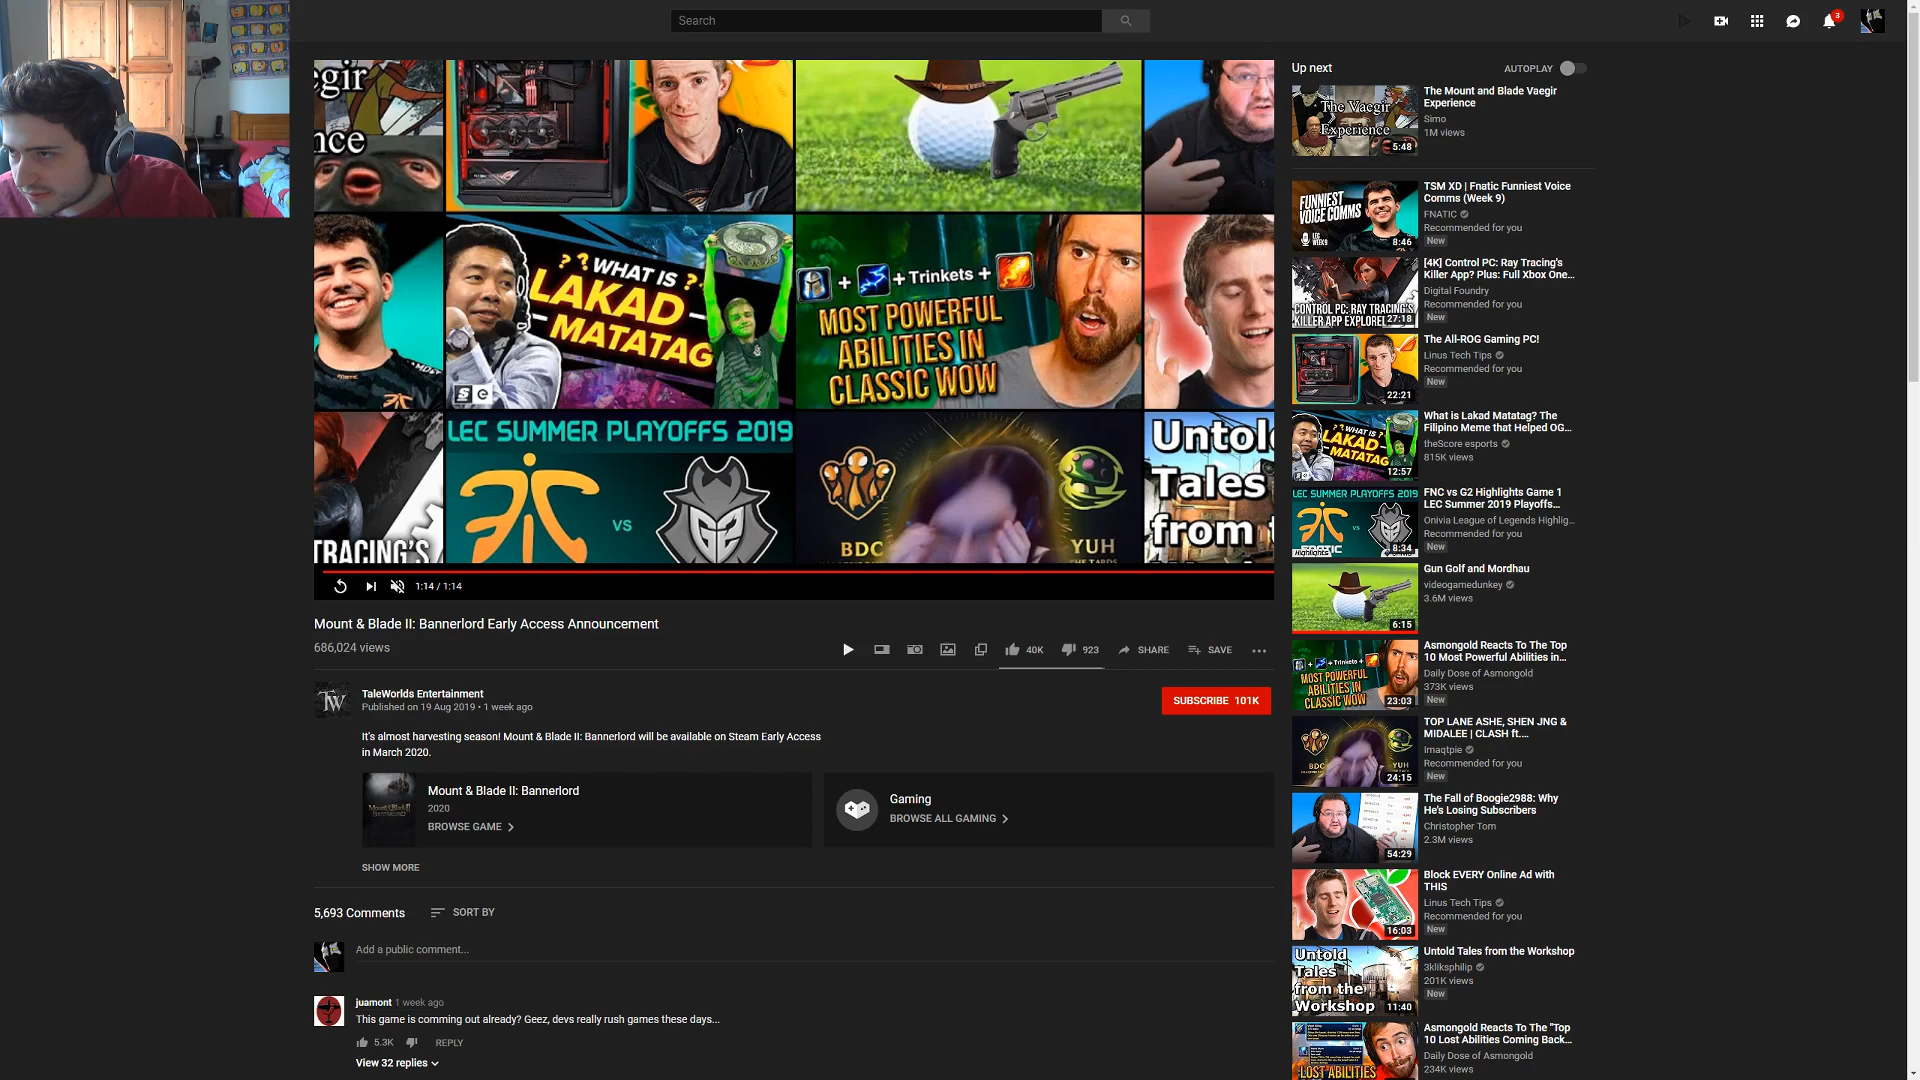 Search
3
egir
nce
? ? WHAT IS ?
LAKAD
MATATAG
+ + Trinkets +
MOST POWERFUL
ABILITIES IN
CLASSIC WOW
TRACING'S
LEC SUMMER PLAYOFFS 2019
VS
BDC
YUH
Untol
Tales
from t
1:14 / 1:14
Mount & Blade II: Bannerlord Early Access Announcement
686,024 views
40K
923
SHARE
SAVE
TW
TaleWorlds Entertainment
Published on 19 Aug 2019 • 1 week ago
SUBSCRIBE 101K
It's almost harvesting season! Mount & Blade II: Bannerlord will be available on Steam Early Access
in March 2020.
Mount & Blade II: Bannerlord
2020
BROWSE GAME
Gaming
BROWSE ALL GAMING
SHOW MORE
5,693 Comments
SORT BY
Add a public comment...
juamont 1 week ago
This game is comming out already? Geez, devs really rush games these days...
5.3K
REPLY
View 32 replies
Up next
AUTOPLAY
The Vaegir
Experience
5:48
The Mount and Blade Vaegir
Experience
Simo
1M views
FUNNIEST
VOICE COMMS
8:46
TSM XD | Fnatic Funniest Voice
Comms (Week 9)
FNATIC
Recommended for you
New
CONTROL PC: RAY TRACING'S
KILLER APP EXPLORE
27:18
[4K] Control PC: Ray Tracing's
Killer App? Plus: Full Xbox One...
Digital Foundry
Recommended for you
New
22:21
The All-ROG Gaming PC!
Linus Tech Tips
Recommended for you
New
WHAT IS
LAKAD
MATATAG
12:57
What is Lakad Matatag? The
Filipino Meme that Helped OG...
theScore esports
815K views
LEC SUMMER PLAYOFFS 2019
VS
Highlights
8:34
FNC vs G2 Highlights Game 1
LEC Summer 2019 Playoffs...
Onivia League of Legends Highlig...
Recommended for you
New
6:15
Gun Golf and Mordhau
videogamedunkey
3.6M views
+ + Trinkets +
MOST POWERFUL
ABILITIES IN
CLASSIC WOW
23:03
Asmongold Reacts To The Top
10 Most Powerful Abilities in...
Daily Dose of Asmongold
373K views
New
BDC
YUH
24:15
TOP LANE ASHE, SHEN JNG &
MIDALEE | CLASH ft....
Imaqtpie
Recommended for you
New
54:29
The Fall of Boogie2988: Why
He's Losing Subscribers
Christopher Tom
2.3M views
16:03
Block EVERY Online Ad with
THIS
Linus Tech Tips
Recommended for you
New
Untold
Tales
from the
Workshop
11:40
Untold Tales from the Workshop
3kliksphilip
201K views
New
LOST ABILITIES
Asmongold Reacts To The "Top
10 Lost Abilities Coming Back...
Daily Dose of Asmongold
234K views